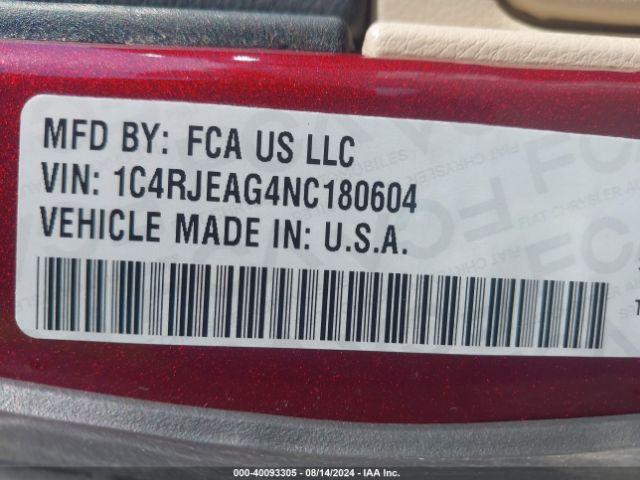 MFD BY: FCA US LLC
VIN: 1C4RJEAG4NC180604
VEHICLE MADE IN: U.S.A.
000-40093305 - 08/14/2024 - IAA Inc.